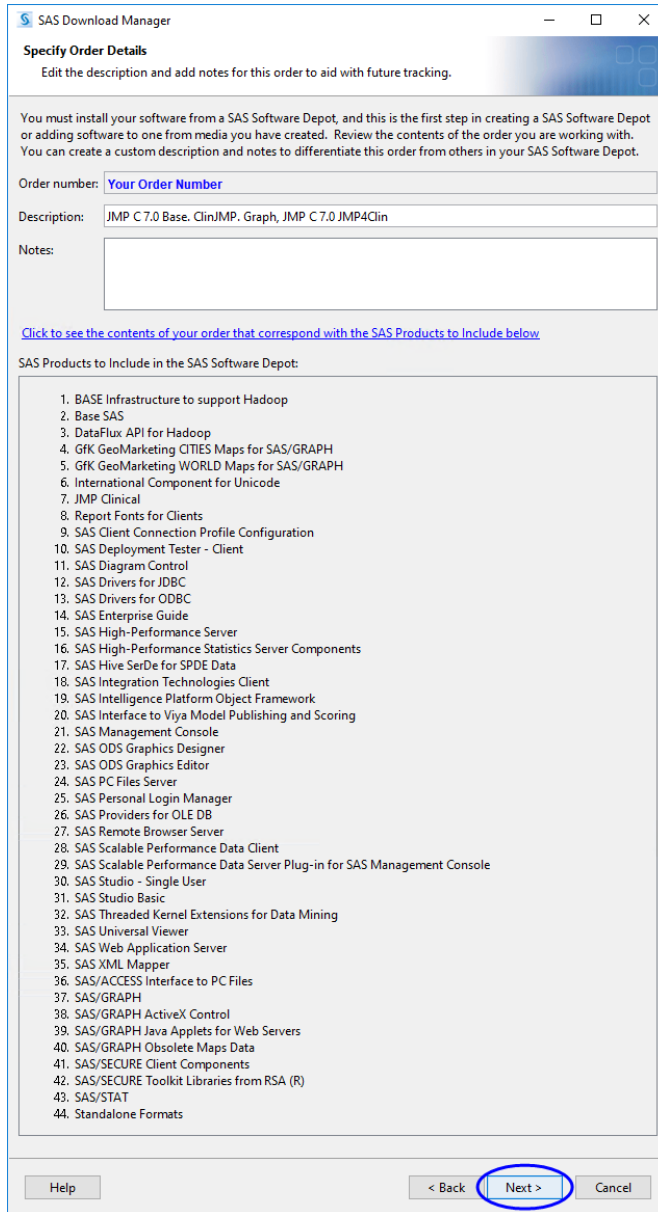 SAS Download Manager
Specify Order Details
Edit the description and add notes for this order to aid with future tracking.
You must install your software from a SAS Software Depot, and this is the first step in creating a SAS Software Depot
or adding software to one from media you have created. Review the contents of the order you are working with.
You can create a custom description and notes to differentiate this order from others in your SAS Software Depot.
Order number: Your Order Number
Description: JMP C 7.0 Base. ClinJMP. Graph, JMP C 7.0 JMP4Clin
Notes:
Click to see the contents of your order that correspond with the SAS Products to Include below
SAS Products to Include in the SAS Software Depot:
1. BASE Infrastructure to support Hadoop
2. Base SAS
3. DataFlux API for Hadoop
4. GfK GeoMarketing CITIES Maps for SAS/GRAPH
5. GfK GeoMarketing WORLD Maps for SAS/GRAPH
6. International Component for Unicode
7. JMP Clinical
8. Report Fonts for Clients
9. SAS Client Connection Profile Configuration
10. SAS Deployment Tester - Client
11. SAS Diagram Control
12. SAS Drivers for JDBC
13. SAS Drivers for ODBC
14. SAS Enterprise Guide
15. SAS High-Performance Server
16. SAS High-Performance Statistics Server Components
17. SAS Hive SerDe for SPDE Data
18. SAS Integration Technologies Client
19. SAS Intelligence Platform Object Framework
20. SAS Interface to Viya Model Publishing and Scoring
21. SAS Management Console
22. SAS ODS Graphics Designer
23. SAS ODS Graphics Editor
24. SAS PC Files Server
25. SAS Personal Login Manager
26. SAS Providers for OLE DB
27. SAS Remote Browser Server
28. SAS Scalable Performance Data Client
29. SAS Scalable Performance Data Server Plug-in for SAS Management Console
30. SAS Studio - Single User
31. SAS Studio Basic
32. SAS Threaded Kernel Extensions for Data Mining
33. SAS Universal Viewer
34. SAS Web Application Server
35. SAS XML Mapper
36. SAS/ACCESS Interface to PC Files
37. SAS/GRAPH
38. SAS/GRAPH ActiveX Control
39. SAS/GRAPH Java Applets for Web Servers
40. SAS/GRAPH Obsolete Maps Data
41. SAS/SECURE Client Components
42. SAS/SECURE Toolkit Libraries from RSA (R)
43. SAS/STAT
44. Standalone Formats
Help < Back Next > Cancel